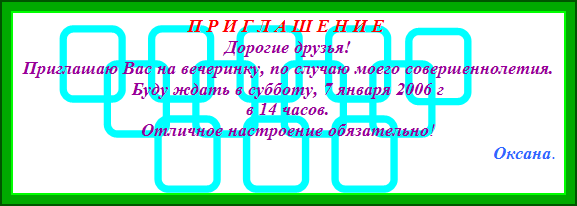 П Р И Г Л А Ш Е Н И Е
Дорогие друзья!
Приглашаю Вас на вечеринку, по случаю моего совершеннолетия.
Буду ждать в субботу, 7 января 2006 г
в 14 часов.
Отличное настроение обязательно!
Оксана.